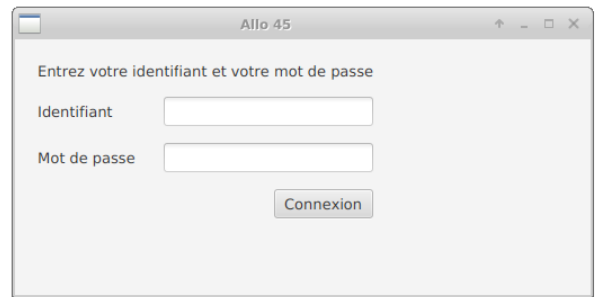 Allo 45
Entrez votre identifiant et votre mot de passe
Identifiant
Mot de passe
Connexion